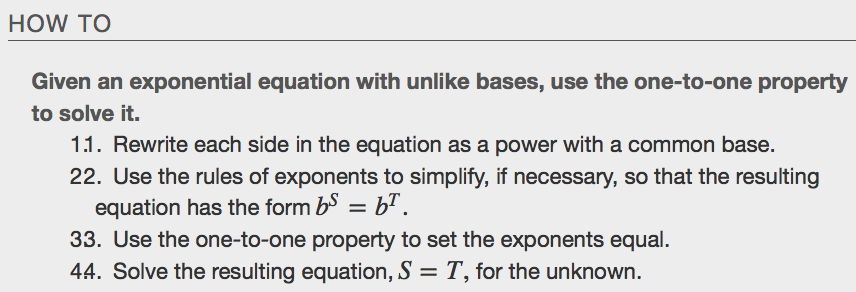 HOW TO
Given an exponential equation with unlike bases, use the one-to-one property
to solve it.
11. Rewrite each side in the equation as a power with a common base.
22. Use the rules of exponents to simplify, if necessary, so that the resulting
equation has the form b^S = b^T.
33. Use the one-to-one property to set the exponents equal.
44. Solve the resulting equation, S = T, for the unknown.